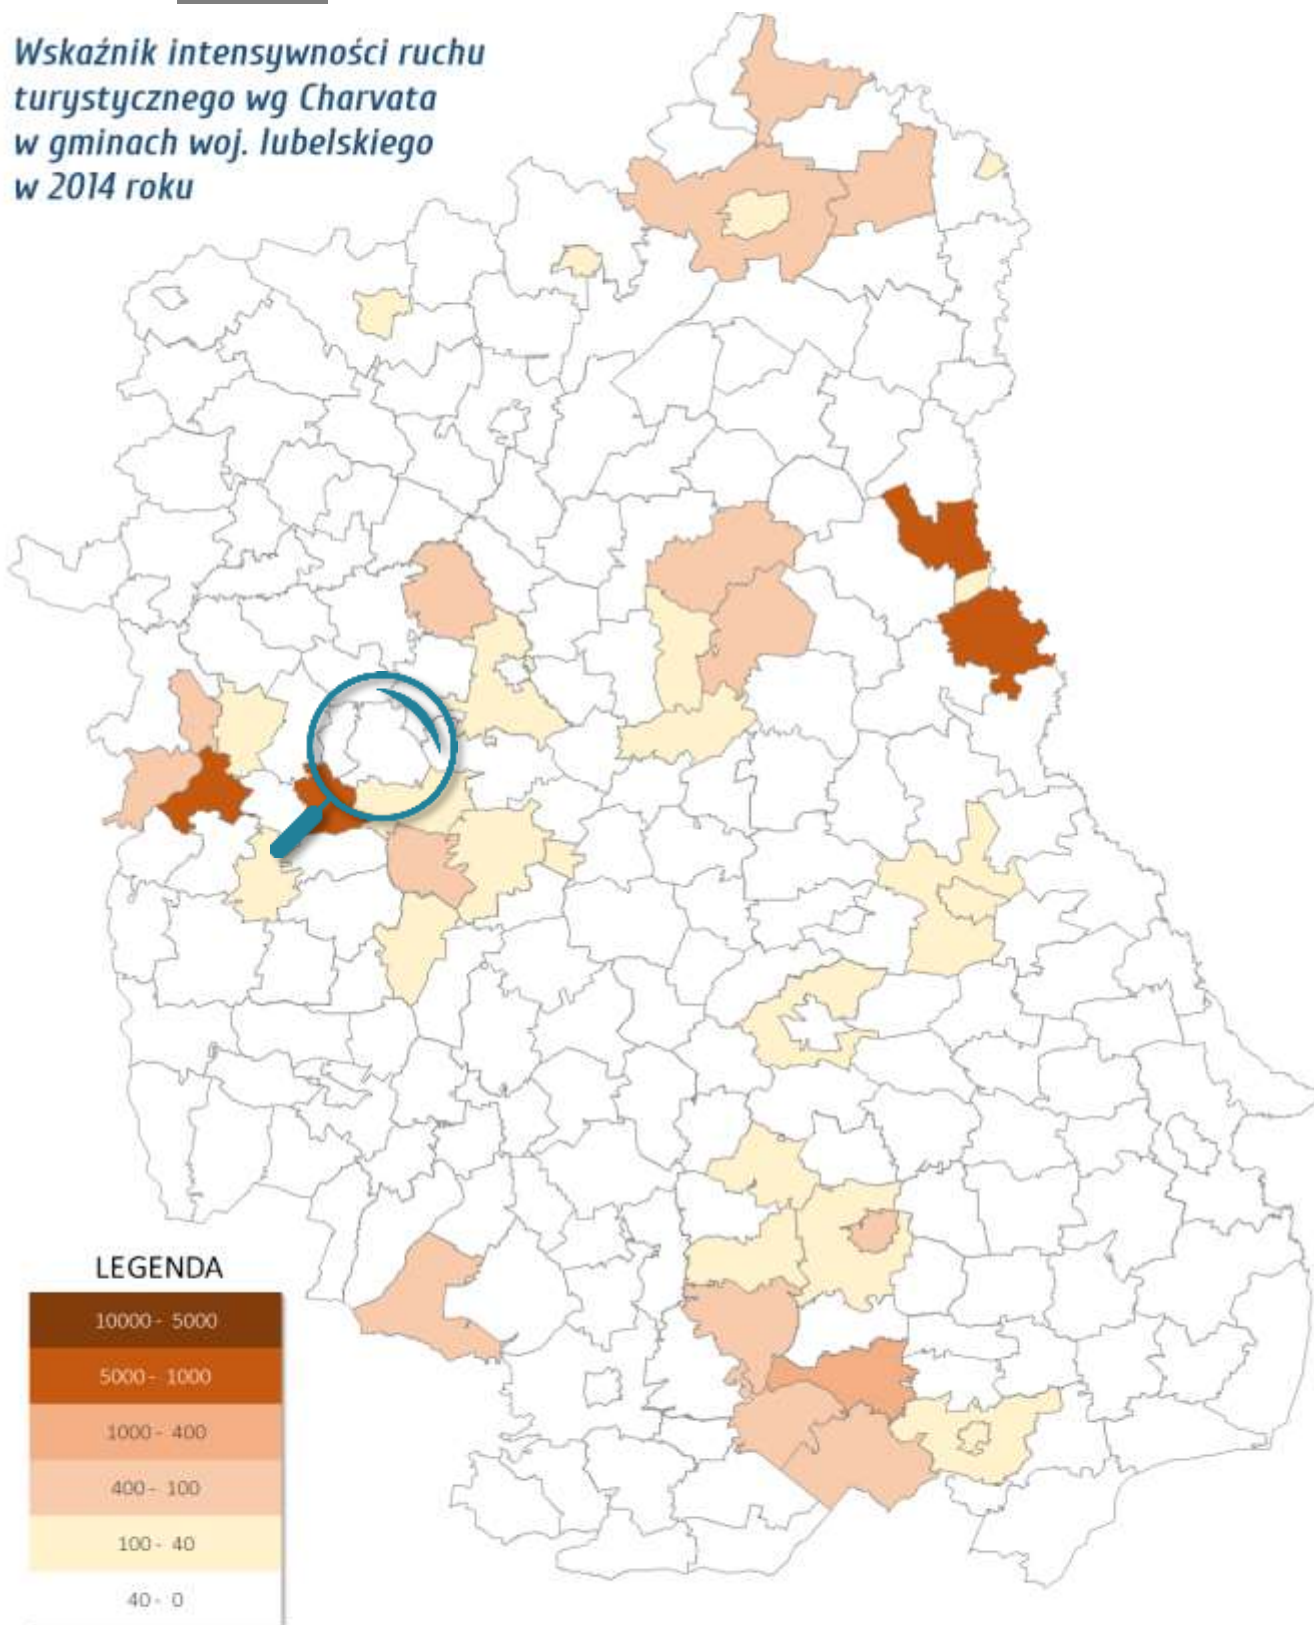 Wskaźnik intensywności ruchu
turystycznego wg Charvata
w gminach woj. lubelskiego
w 2014 roku
LEGENDA
10000 - 5000
5000 - 1000
1000 - 400
400 - 100
100 - 40
40 - 0